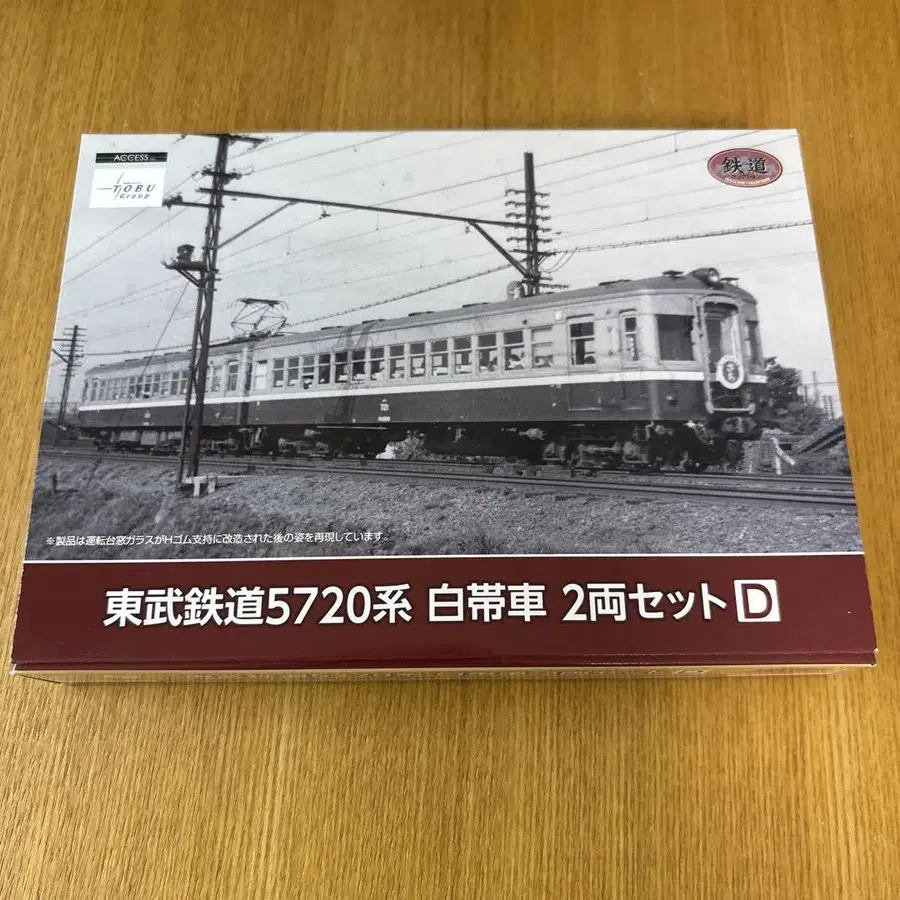 ACCESS
TOBU
Group
鉄道
721
※製品は運転台窓ガラスがHゴム支持に改造された後の姿を再現しています。
東武鉄道5720系 白帯車 2両セット D